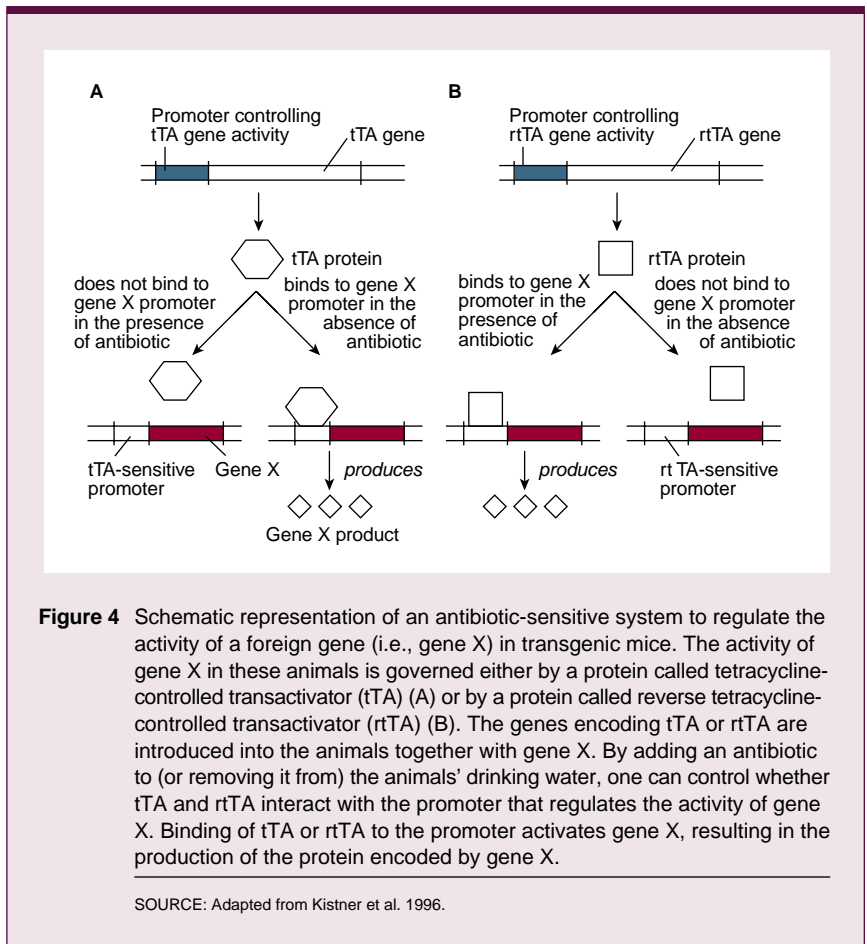 A
Promoter controlling
tTA gene activity
tTA gene
tTA protein
does not bind to
gene X promoter
in the presence
of antibiotic
binds to gene X
promoter in the
absence of
antibiotic
tTA-sensitive
promoter
Gene X
produces
Gene X product
B
Promoter controlling
rtTA gene activity
rtTA gene
rtTA protein
binds to gene X
promoter in the
presence of
antibiotic
does not bind to
gene X promoter
in the absence
of antibiotic
produces
rt TA-sensitive
promoter
Figure 4 Schematic representation of an antibiotic-sensitive system to regulate the
activity of a foreign gene (i.e., gene X) in transgenic mice. The activity of
gene X in these animals is governed either by a protein called tetracycline-
controlled transactivator (tTA) (A) or by a protein called reverse tetracycline-
controlled transactivator (rtTA) (B). The genes encoding tTA or rtTA are
introduced into the animals together with gene X. By adding an antibiotic
to (or removing it from) the animals’ drinking water, one can control whether
tTA and rtTA interact with the promoter that regulates the activity of gene
X. Binding of tTA or rtTA to the promoter activates gene X, resulting in the
production of the protein encoded by gene X.
SOURCE: Adapted from Kistner et al. 1996.